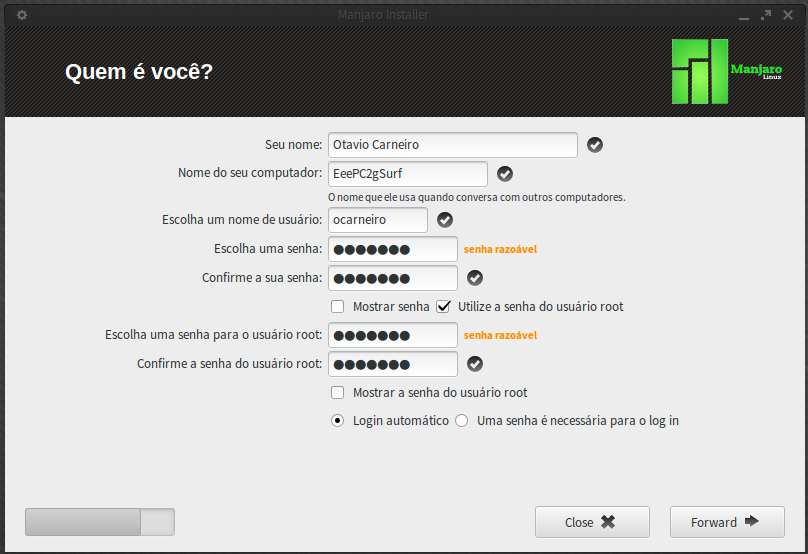 Manjaro Installer
Quem é você?
Manjaro
Linux
Seu nome: Otavio Carneiro
Nome do seu computador: EeePC2gSurf
O nome que ele usa quando conversa com outros computadores.
Escolha um nome de usuário: ocarneiro
Escolha uma senha: ●●●●●●● senha razoável
Confirme a sua senha: ●●●●●●●
Mostrar senha Utilize a senha do usuário root
Escolha uma senha para o usuário root: ●●●●●●● senha razoável
Confirme a senha do usuário root: ●●●●●●●
Mostrar a senha do usuário root
Login automático Uma senha é necessária para o log in
Close Forward